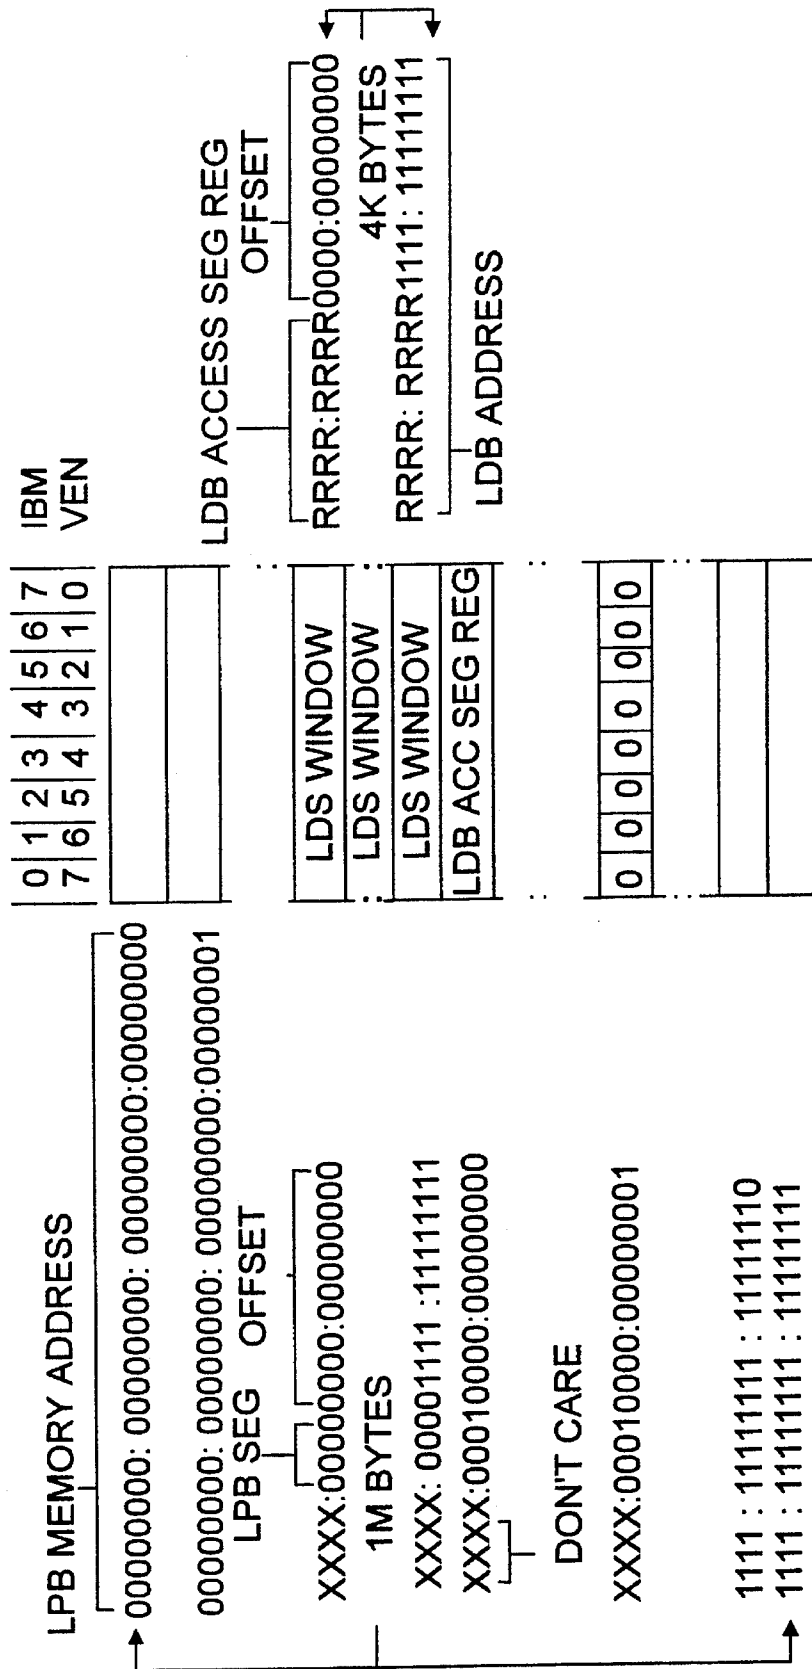 0|1|2|3|4|5|6|7 IBM
LPB MEMORY ADDRESS 7|6|5|4|3|2|1|0 VEN
00000000: 00000000: 00000000:00000000
00000000: 00000000: 00000000:00000001
LDB ACCESS SEG REG
LPB SEG OFFSET
OFFSET
XXXX:00000000:00000000 LDS WINDOW RRRR:RRRR0000:00000000
1M BYTES LDS WINDOW 4K BYTES
XXXX: 00001111 :11111111 LDS WINDOW RRRR: RRRR1111: 11111111
XXXX:00010000:00000000 LDB ACC SEG REG
LDB ADDRESS
DON'T CARE
XXXX:00010000:00000001 0 0 0 0 0 0 0 0
1111 : 11111111 : 11111110
1111 : 11111111 : 11111111